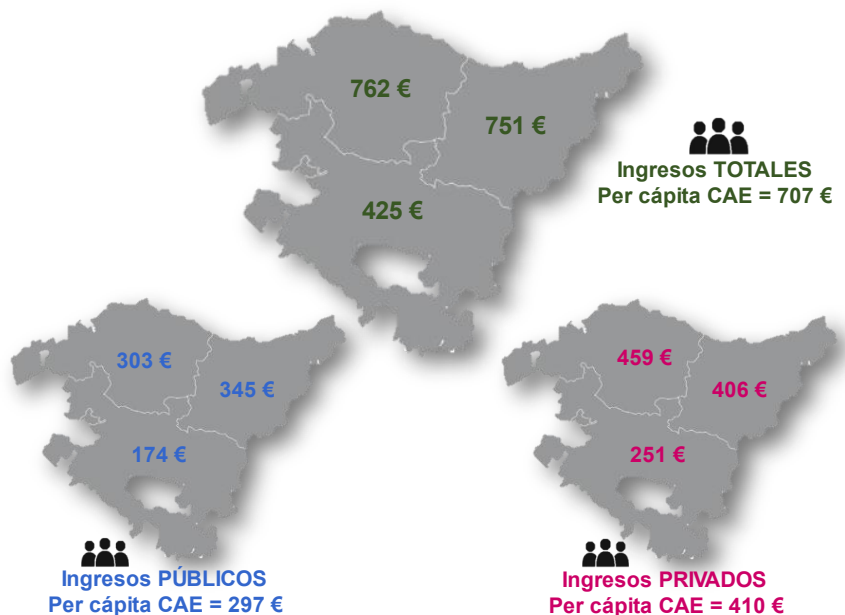 762 €
751 €
425 €
Ingresos TOTALES
Per cápita CAE = 707 €
303 €
345 €
174 €
Ingresos PÚBLICOS
Per cápita CAE = 297 €
459 €
406 €
251 €
Ingresos PRIVADOS
Per cápita CAE = 410 €